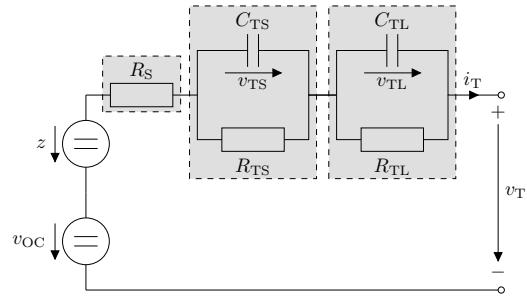 C_TS
C_TL
R_S
v_TS
v_TL
i_T
+
z
R_TS
R_TL
v_T
v_OC
−